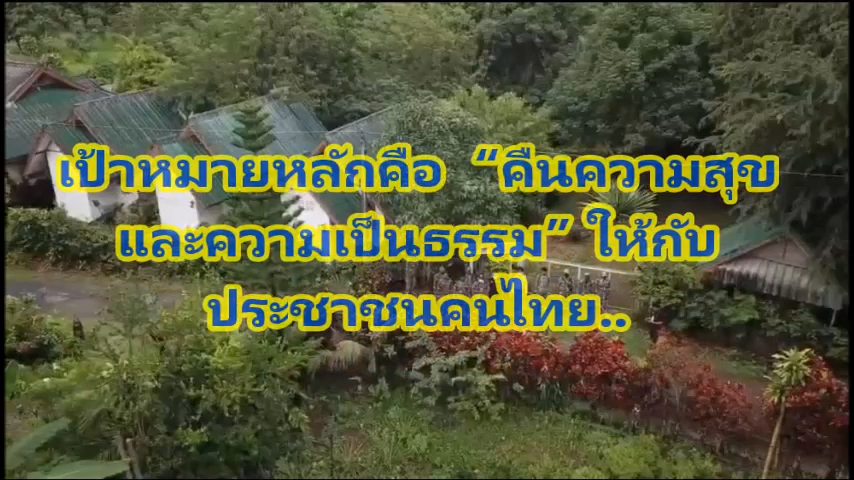 เป้าหมายหลักคือ “คืนความสุข
และความเป็นธรรม” ให้กับ
ประชาชนคนไทย..